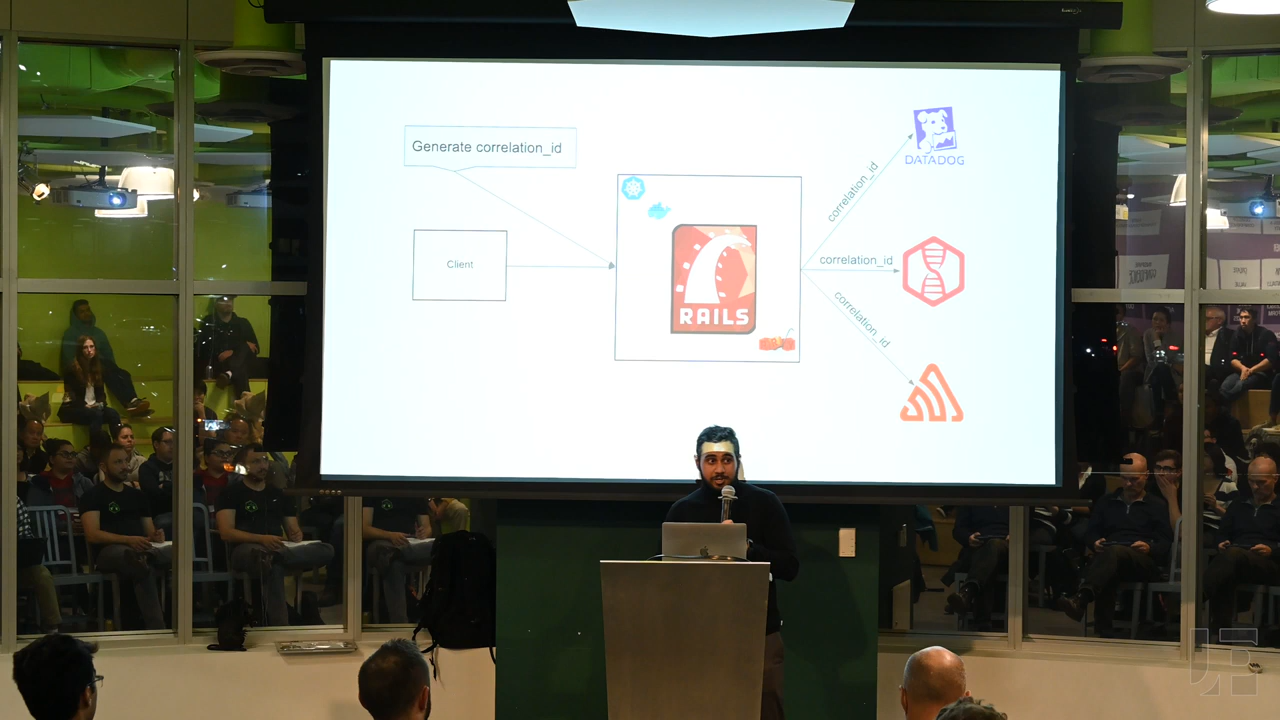 Generate correlation_id
Client
RAILS
correlation_id
DATADOG
correlation_id
correlation_id